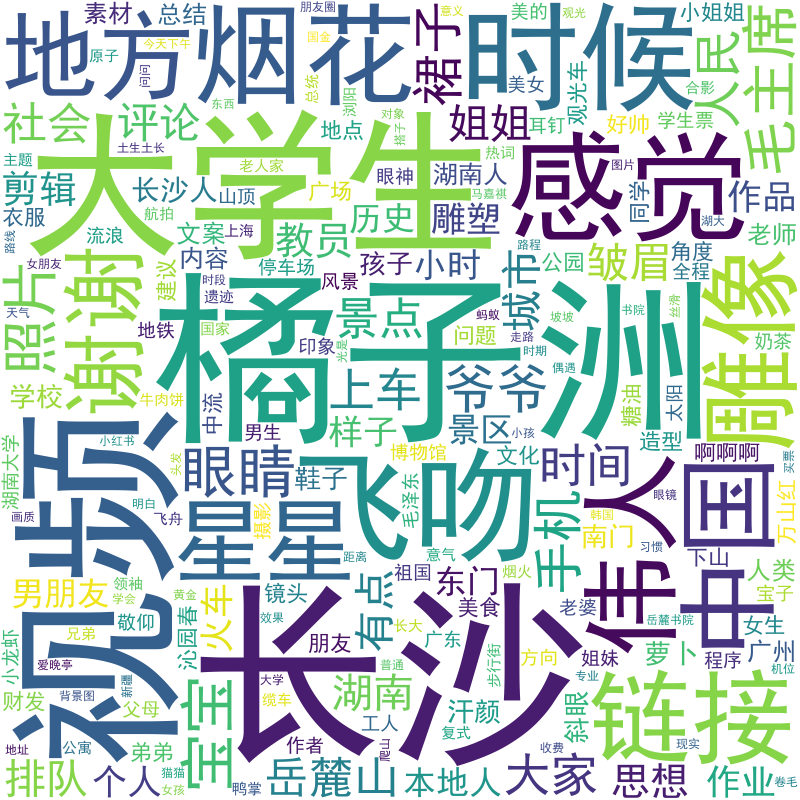 素材
总结
朋友圈
国金
意义
观光
美的
小姐姐
地方
烟花
裙子
时候
人民
毛主席
原子
今天下午
问问
总统
浏阳
美女
观光车
合影
社会
评论
东西
地点
对象
搭子
姐姐
耳钉
好帅
学生票
主题
土生土长
老人家
热词
图片
大学生
感觉
剪辑
长沙人
山顶
广场
眼神
湖南人
马嘉祺
同学
作品
衣服
航拍
流浪
上海
文案
历史
雕塑
路程
湖大
老师
路线
女朋友
时段
建议
内容
教员
停车场
孩子
小时
城市
公园
皱眉
角度
全程
照片
谢谢
遗迹
风景
雕像
天气
地铁
国家
橘子洲
景点
印象
问题
蚂蚁
走路
坡坡
时期
书院
丝滑
奶茶
学校
牛肉饼
中流
光是
上车
爷爷
偶遇
糖油
太阳
湖南大学
视频
小红书
男生
样子
景区
小孩
造型
买票
头发
眼睛
鞋子
博物馆
文化
时间
啊啊啊
画质
明白
飞舟
摄影
毛泽东
飞吻
伟人
中国
眼镜
万山红
星星
距离
意气
手机
南门
韩国
习惯
下山
男朋友
领袖
学会
黄金
镜头
祖国
烟火
东门
人类
宝子
小龙虾
敬仰
沁园春
火车
效果
有点
美食
老婆
女生
岳麓书院
兄弟
长大
朋友
广东
方向
姐妹
萝卜
程序
广州
机位
爱晚亭
背景图
新疆
长沙
普通
步行街
链接
财发
父母
宝宝
大学
湖南
汗颜
斜眼
专业
地址
公寓
弟弟
缆车
工人
复式
收费
现实
排队
个人
猫猫
女孩
鸭掌
作者
爬山
岳麓山
本地人
大家
思想
作业
卷毛